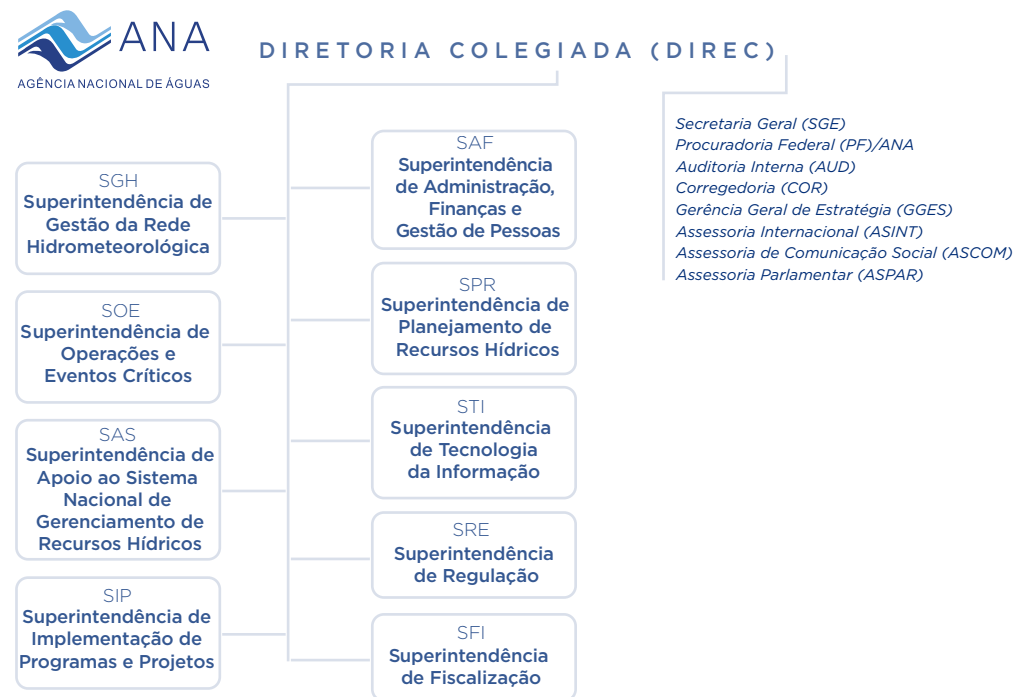 ANA
AGÊNCIA NACIONAL DE ÁGUAS
DIRETORIA COLEGIADA (DIREC)
SGH
Superintendência de
Gestão da Rede
Hidrometeorológica
SOE
Superintendência de
Operações e
Eventos Críticos
SAS
Superintendência de
Apoio ao Sistema
Nacional de
Gerenciamento de
Recursos Hídricos
SIP
Superintendência de
Implementação de
Programas e Projetos
SAF
Superintendência
de Administração,
Finanças e
Gestão de Pessoas
SPR
Superintendência de
Planejamento de
Recursos Hídricos
STI
Superintendência
de Tecnologia
da Informação
SRE
Superintendência
de Regulação
SFI
Superintendência
de Fiscalização
Secretaria Geral (SGE)
Procuradoria Federal (PF)/ANA
Auditoria Interna (AUD)
Corregedoria (COR)
Gerência Geral de Estratégia (GGES)
Assessoria Internacional (ASINT)
Assessoria de Comunicação Social (ASCOM)
Assessoria Parlamentar (ASPAR)